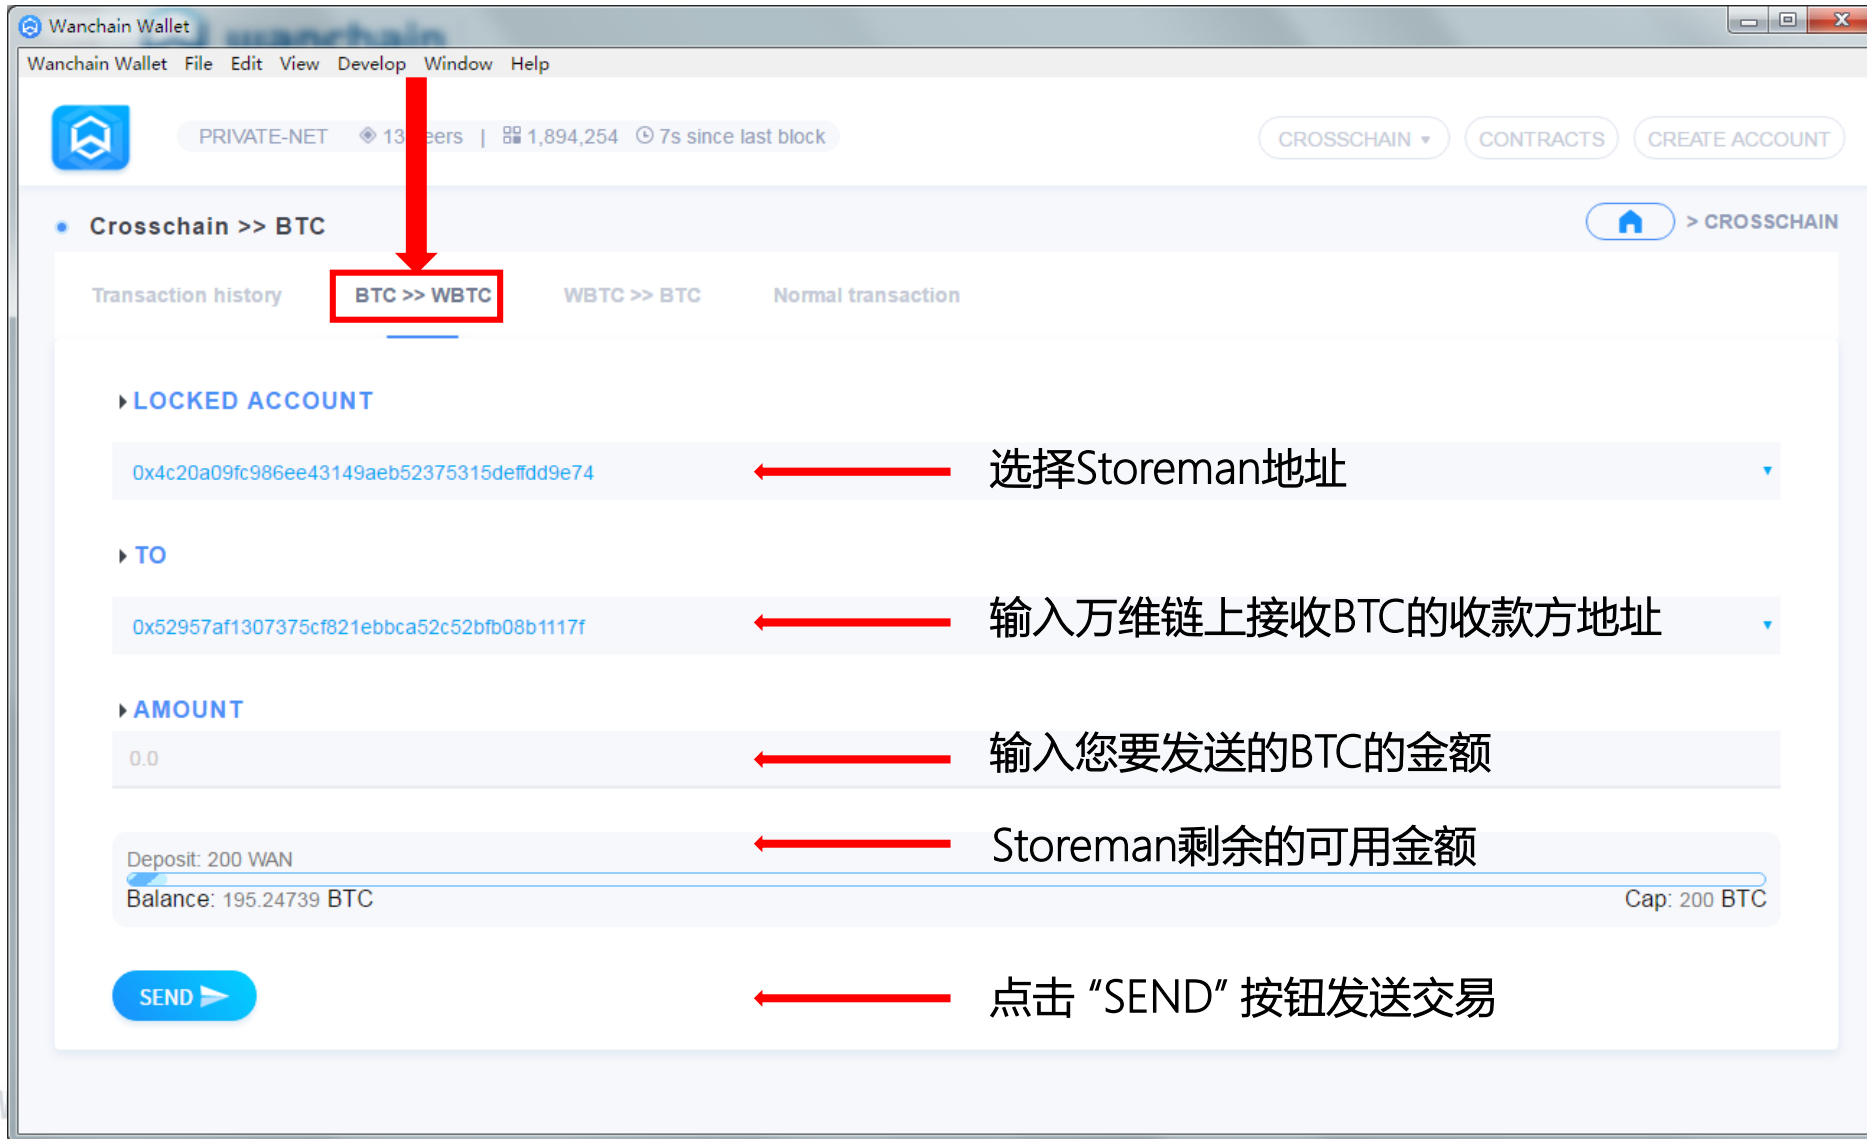 Wanchain Wallet
Wanchain Wallet File Edit View Develop Window Help
PRIVATE-NET 13 eers | 1,894,254 7s since last block
CROSSCHAIN CONTRACTS CREATE ACCOUNT
Crosschain >> BTC
> CROSSCHAIN
Transaction history BTC >> WBTC WBTC >> BTC Normal transaction
LOCKED ACCOUNT
0x4c20a09fc986ee43149aeb52375315deffdd9e74
选择Storeman地址
TO
0x52957af1307375cf821ebbca52c52bfb08b1117f
输入万维链上接收BTC的收款方地址
AMOUNT
0.0
输入您要发送的BTC的金额
Storeman剩余的可用金额
Deposit: 200 WAN
Balance: 195.24739 BTC
Cap: 200 BTC
SEND
点击 “SEND” 按钮发送交易